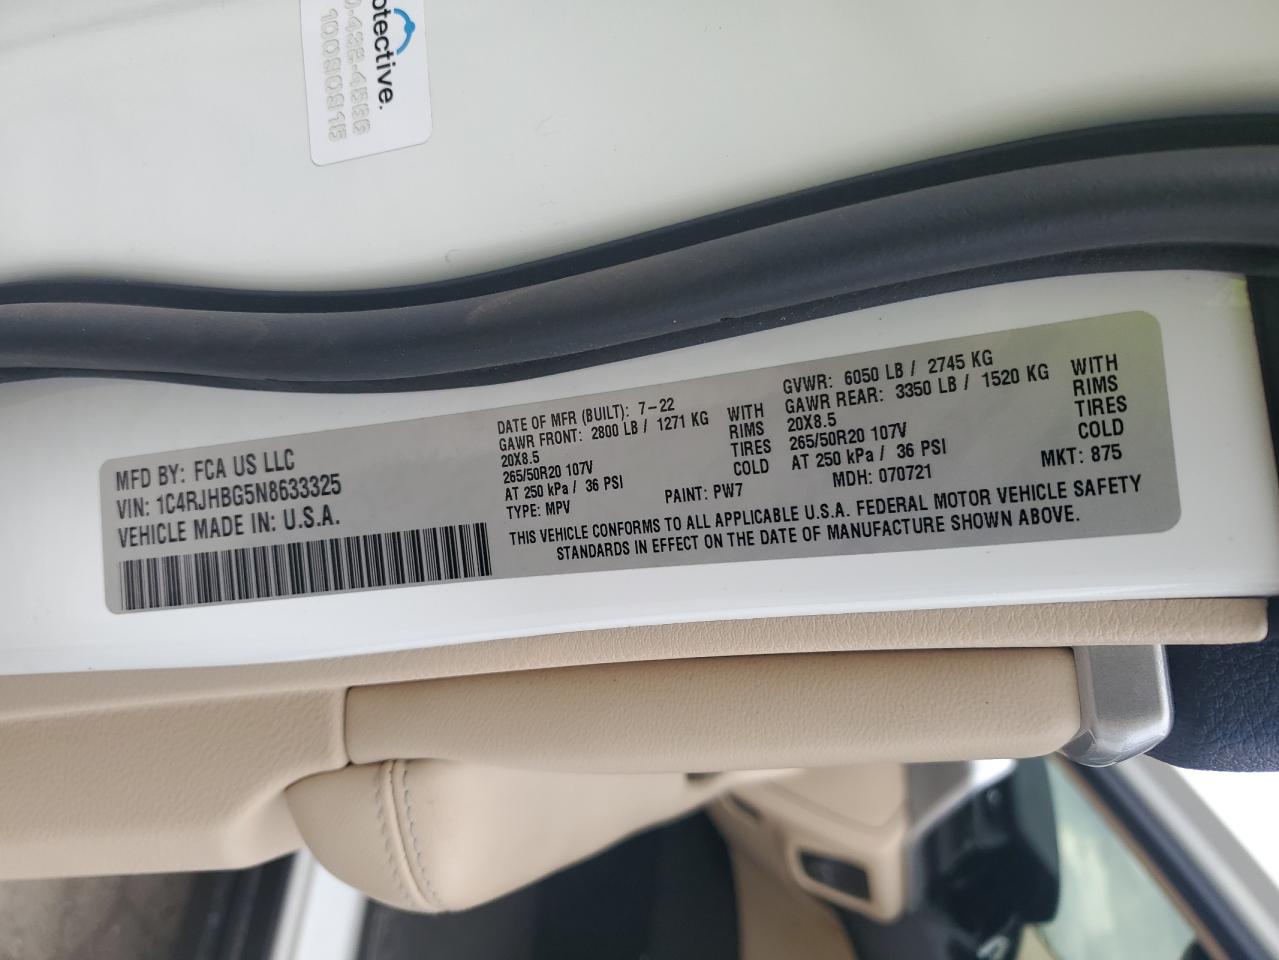 otective.
10090915
MFD BY: FCA US LLC
VIN: 1C4RJHBG5N8633325
VEHICLE MADE IN: U.S.A.
DATE OF MFR (BUILT): 7-22
GAWR FRONT: 2800 LB / 1271 KG WITH
20X8.5 RIMS
265/50R20 107V TIRES
AT 250 kPa / 36 PSI COLD
TYPE: MPV PAINT: PW7
GVWR: 6050 LB / 2745 KG
GAWR REAR: 3350 LB / 1520 KG WITH
20X8.5 RIMS
265/50R20 107V TIRES
AT 250 kPa / 36 PSI COLD
MDH: 070721 MKT: 875
THIS VEHICLE CONFORMS TO ALL APPLICABLE U.S.A. FEDERAL MOTOR VEHICLE SAFETY
STANDARDS IN EFFECT ON THE DATE OF MANUFACTURE SHOWN ABOVE.